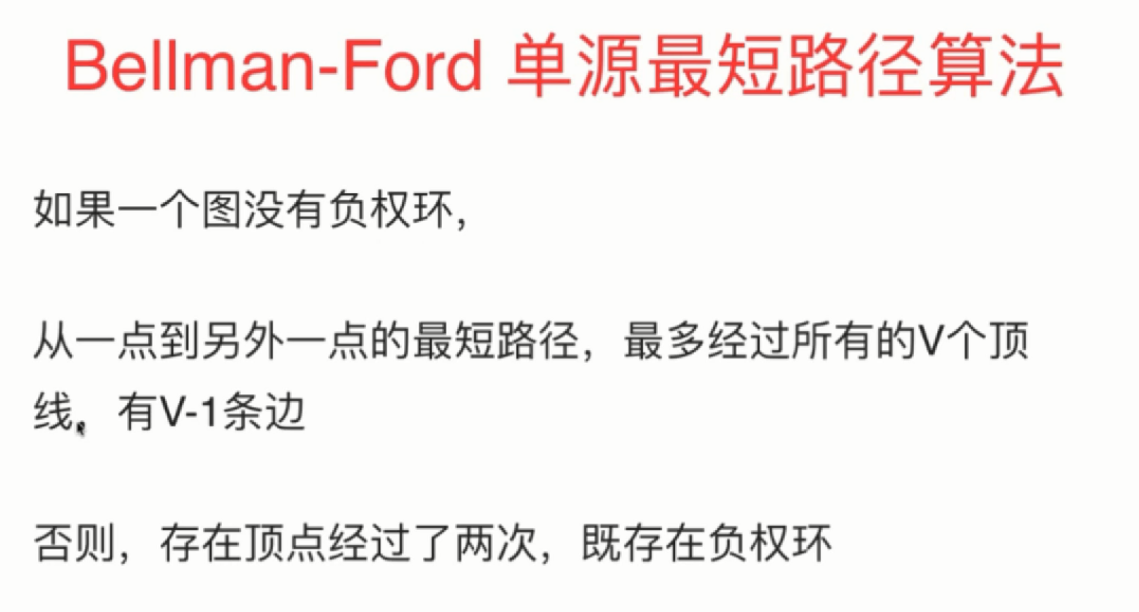 Bellman-Ford 单源最短路径算法
如果一个图没有负权环，
从一点到另外一点的最短路径，最多经过所有的V个顶
线，有V-1条边
否则，存在顶点经过了两次，既存在负权环